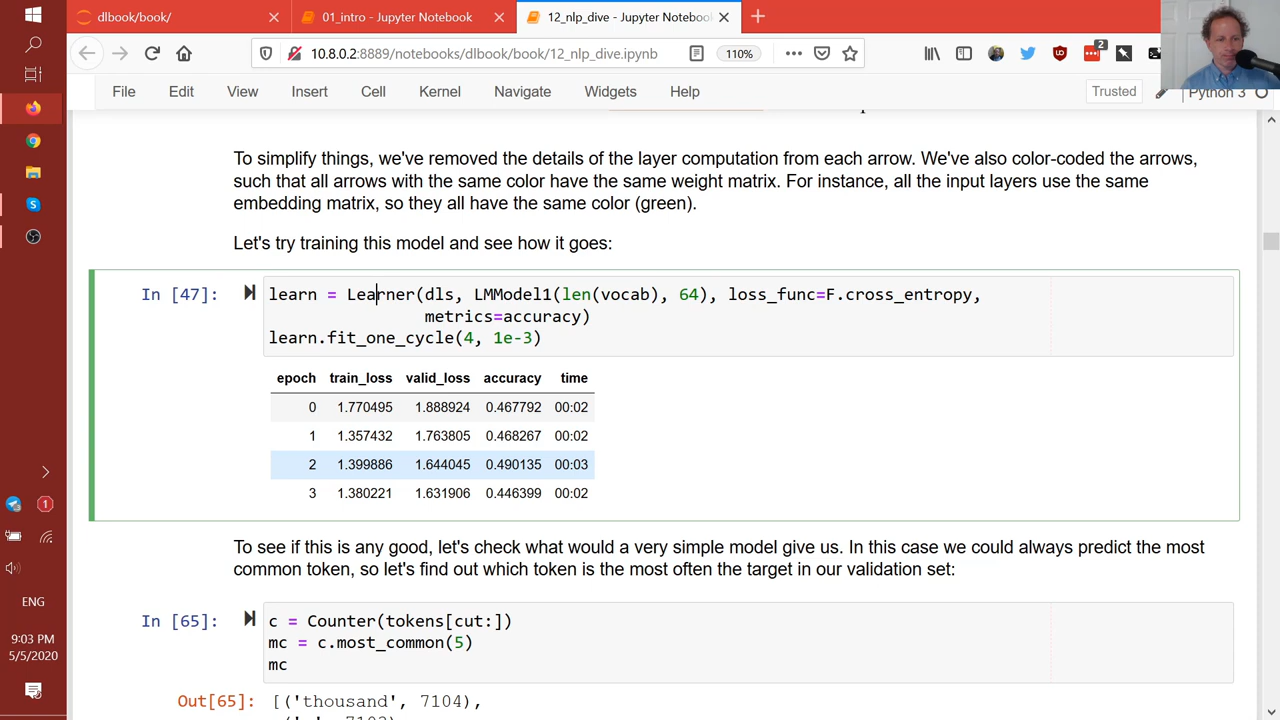 dlbook/book/
01_intro - Jupyter Notebook
12_nlp_dive - Jupyter Notebook
10.8.0.2:8889/notebooks/dlbook/book/12_nlp_dive.ipynb
110%
2
File Edit View Insert Cell Kernel Navigate Widgets Help
Trusted
Python 3
To simplify things, we've removed the details of the layer computation from each arrow. We've also color-coded the arrows,
such that all arrows with the same color have the same weight matrix. For instance, all the input layers use the same
embedding matrix, so they all have the same color (green).
Let's try training this model and see how it goes:
In [47]: learn = Learner(dls, LMModel1(len(vocab), 64), loss_func=F.cross_entropy,
metrics=accuracy)
learn.fit_one_cycle(4, 1e-3)
epoch train_loss valid_loss accuracy time
0 1.770495 1.888924 0.467792 00:02
1 1.357432 1.763805 0.468267 00:02
2 1.399886 1.644045 0.490135 00:03
3 1.380221 1.631906 0.446399 00:02
To see if this is any good, let's check what would a very simple model give us. In this case we could always predict the most
common token, so let's find out which token is the most often the target in our validation set:
In [65]: c = Counter(tokens[cut:])
mc = c.most_common(5)
mc
Out[65]: [('thousand', 7104),
1
ENG
9:03 PM
5/5/2020